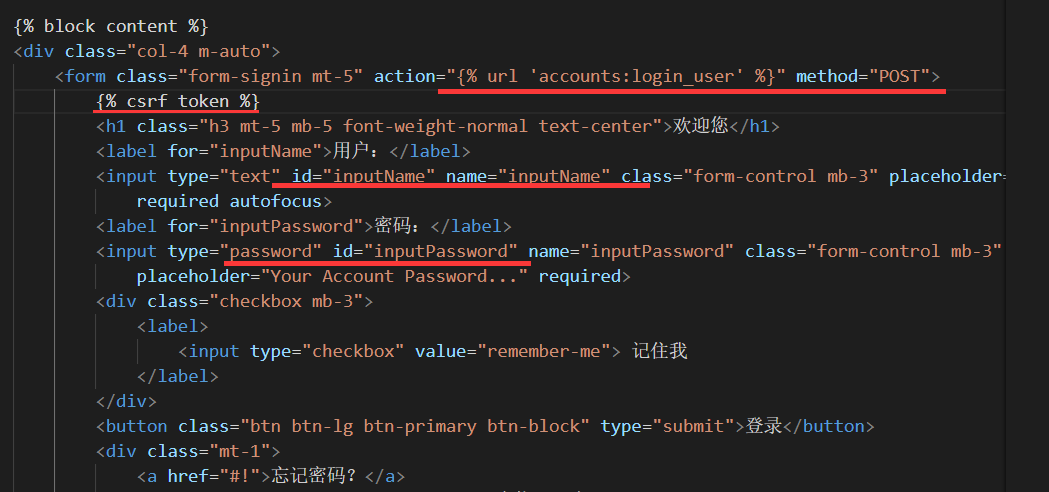 {% block content %}
<div class="col-4 m-auto">
<form class="form-signin mt-5" action="{% url 'accounts:login_user' %}" method="POST">
{% csrf_token %}
<h1 class="h3 mt-5 mb-5 font-weight-normal text-center">欢迎您</h1>
<label for="inputName">用户：</label>
<input type="text" id="inputName" name="inputName" class="form-control mb-3" placeholder=
required autofocus>
<label for="inputPassword">密码：</label>
<input type="password" id="inputPassword" name="inputPassword" class="form-control mb-3"
placeholder="Your Account Password..." required>
<div class="checkbox mb-3">
<label>
<input type="checkbox" value="remember-me"> 记住我
</label>
</div>
<button class="btn btn-lg btn-primary btn-block" type="submit">登录</button>
<div class="mt-1">
<a href="#!">忘记密码？</a>